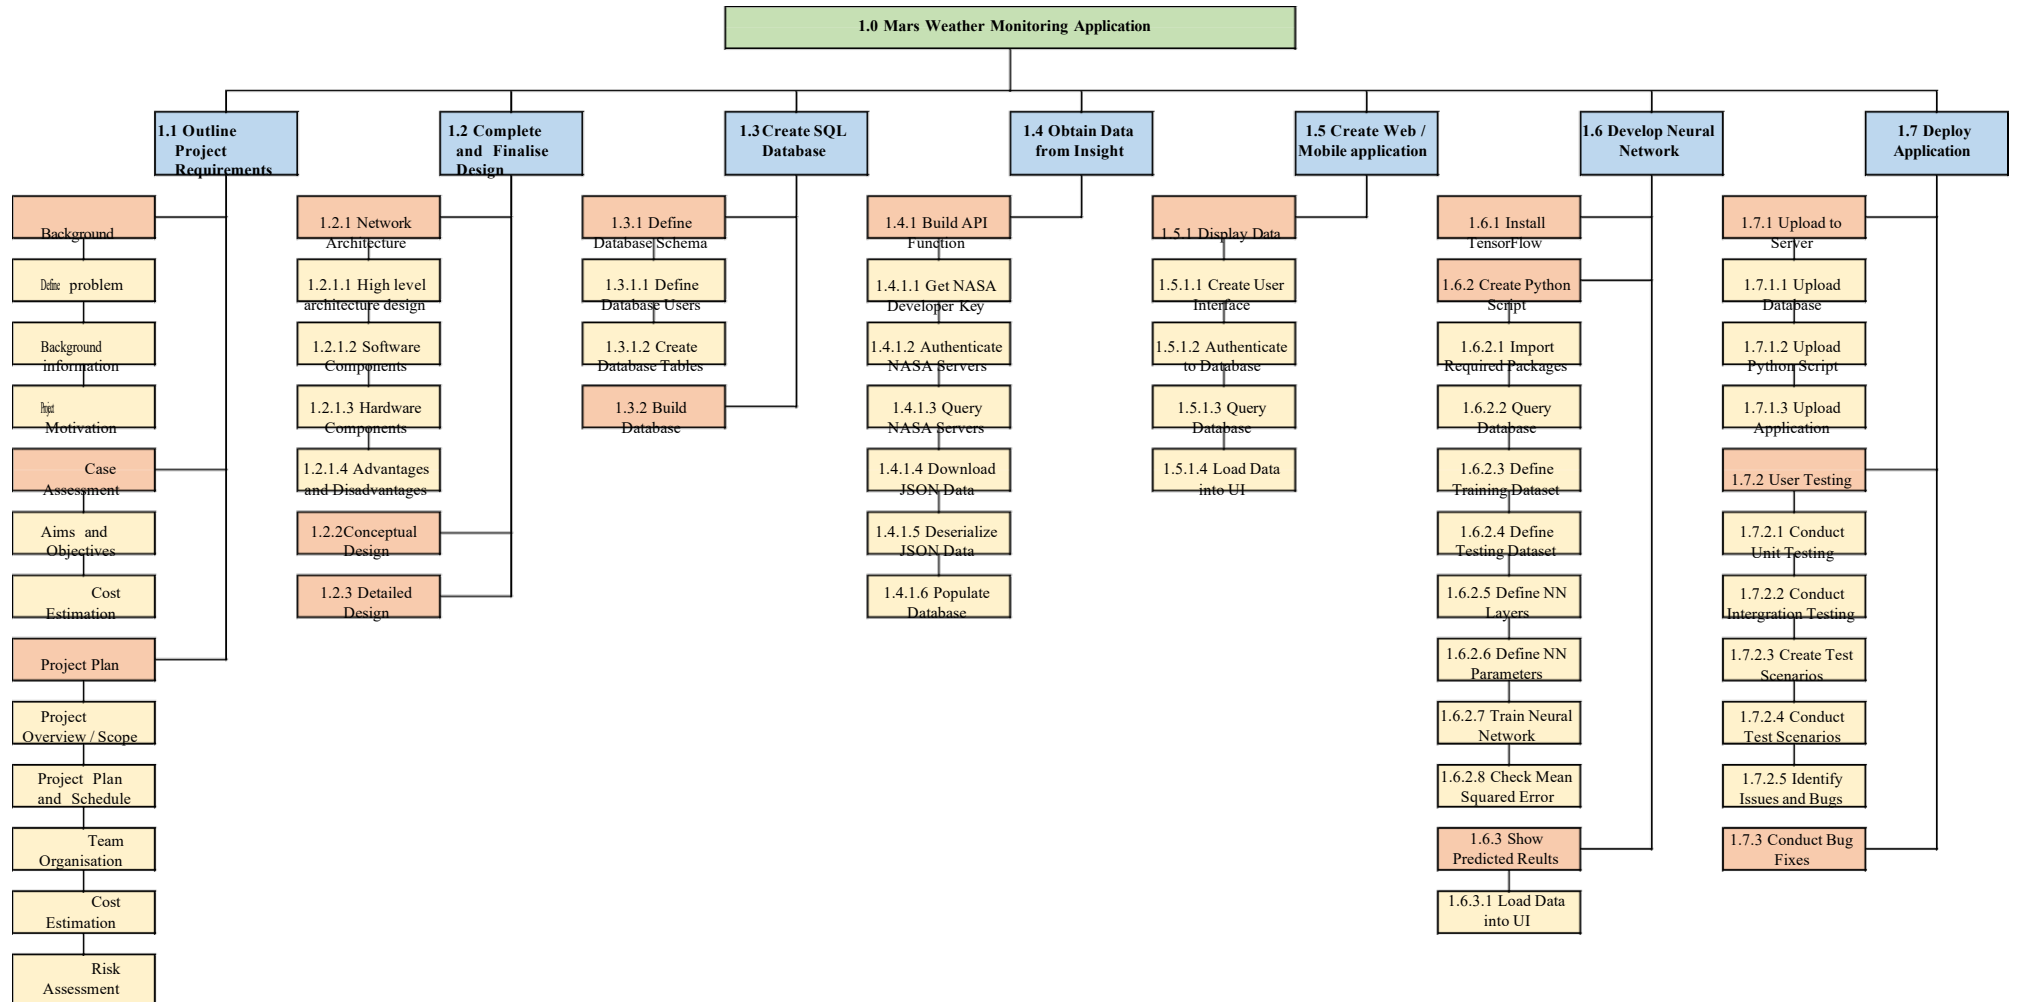 1.0 Mars Weather Monitoring Application
1.1 Outline
Project
Requirements
1.2 Complete
and Finalise
Design
1.3 Create SQL
Database
1.4 Obtain Data
from Insight
1.5 Create Web /
Mobile application
1.6 Develop Neural
Network
1.7 Deploy
Application
Background
Define problem
Background
information
Project
Motivation
Case
Assessment
Aims and
Objectives
Cost
Estimation
Project Plan
Project
Overview / Scope
Project Plan
and Schedule
Team
Organisation
Cost
Estimation
Risk
Assessment
1.2.1 Network
Architecture
1.2.1.1 High level
architecture design
1.2.1.2 Software
Components
1.2.1.3 Hardware
Components
1.2.1.4 Advantages
and Disadvantages
1.2.2Conceptual
Design
1.2.3 Detailed
Design
1.3.1 Define
Database Schema
1.3.1.1 Define
Database Users
1.3.1.2 Create
Database Tables
1.3.2 Build
Database
1.4.1 Build API
Function
1.4.1.1 Get NASA
Developer Key
1.4.1.2 Authenticate
NASA Servers
1.4.1.3 Query
NASA Servers
1.4.1.4 Download
JSON Data
1.4.1.5 Deserialize
JSON Data
1.4.1.6 Populate
Database
1.5.1 Display Data
1.5.1.1 Create User
Interface
1.5.1.2 Authenticate
to Database
1.5.1.3 Query
Database
1.5.1.4 Load Data
into UI
1.6.1 Install
TensorFlow
1.6.2 Create Python
Script
1.6.2.1 Import
Required Packages
1.6.2.2 Query
Database
1.6.2.3 Define
Training Dataset
1.6.2.4 Define
Testing Dataset
1.6.2.5 Define NN
Layers
1.6.2.6 Define NN
Parameters
1.6.2.7 Train Neural
Network
1.6.2.8 Check Mean
Squared Error
1.6.3 Show
Predicted Reults
1.6.3.1 Load Data
into UI
1.7.1 Upload to
Server
1.7.1.1 Upload
Database
1.7.1.2 Upload
Python Script
1.7.1.3 Upload
Application
1.7.2 User Testing
1.7.2.1 Conduct
Unit Testing
1.7.2.2 Conduct
Intergration Testing
1.7.2.3 Create Test
Scenarios
1.7.2.4 Conduct
Test Scenarios
1.7.2.5 Identify
Issues and Bugs
1.7.3 Conduct Bug
Fixes